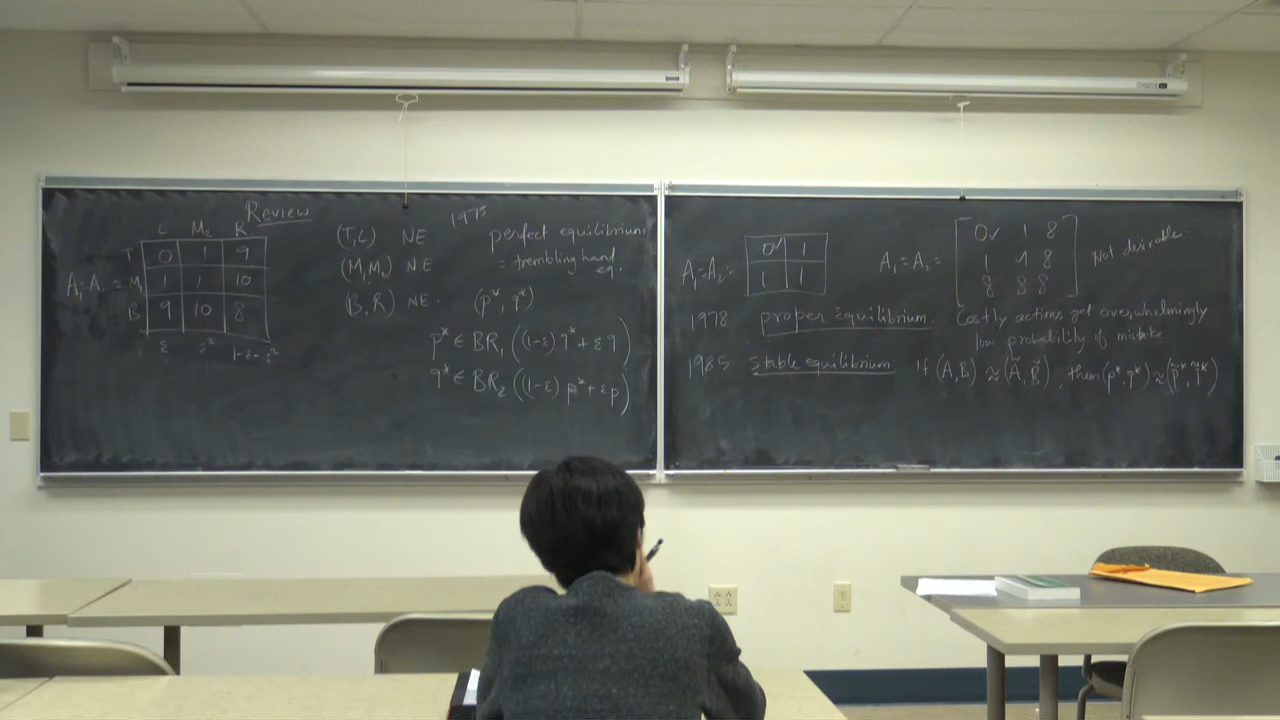 Review
L M₂ R
T 0 1 9
A₁=A₂ = M 1 1 10
B 9 10 8
ε ε² 1-ε-ε²
(T,L) NE
(M,M₂) NE
(B,R) NE.
1975
perfect equilibrium
= trembling hand
eq.
(p*, q*)
p* ∈ BR₁ ((1-ε) q* + ε q)
q* ∈ BR₂ ((1-ε) p* + ε p)
A₁=A₂=
0✓ 1
1 1
A₁=A₂=
0✓ 1 8
1 1 8
8 8 8
Not desirable
1978 proper equilibrium. Costly actions get overwhelmingly
low probability of mistake
1985 stable equilibrium: If (A,B) ≈ (Ã,B̃), then (p*,q*) ≈ (p̃*,q̃*)